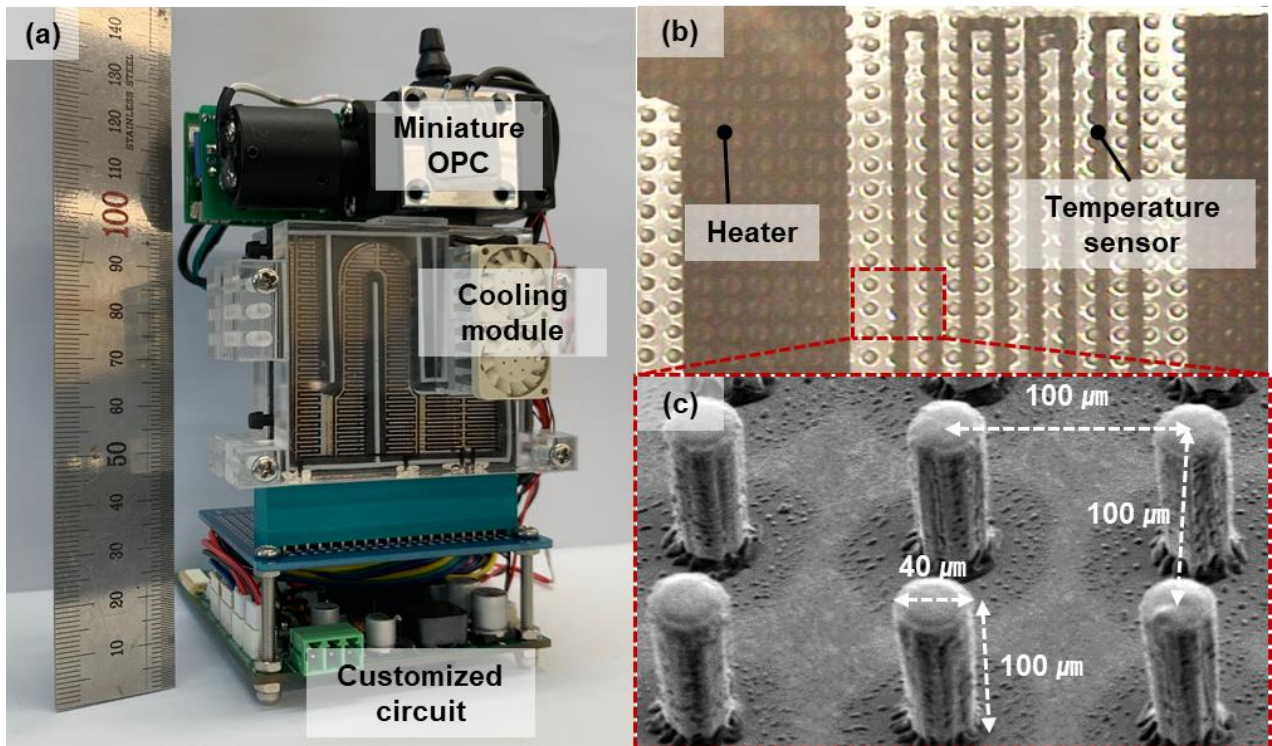 (a)
140
130
STAINLESS STEEL
120
110
100
90
80
70
60
50
40
30
20
10
Miniature
OPC
Cooling
module
Customized
circuit
(b)
Heater
Temperature
sensor
(c)
100 µm
100 µm
40 µm
100 µm